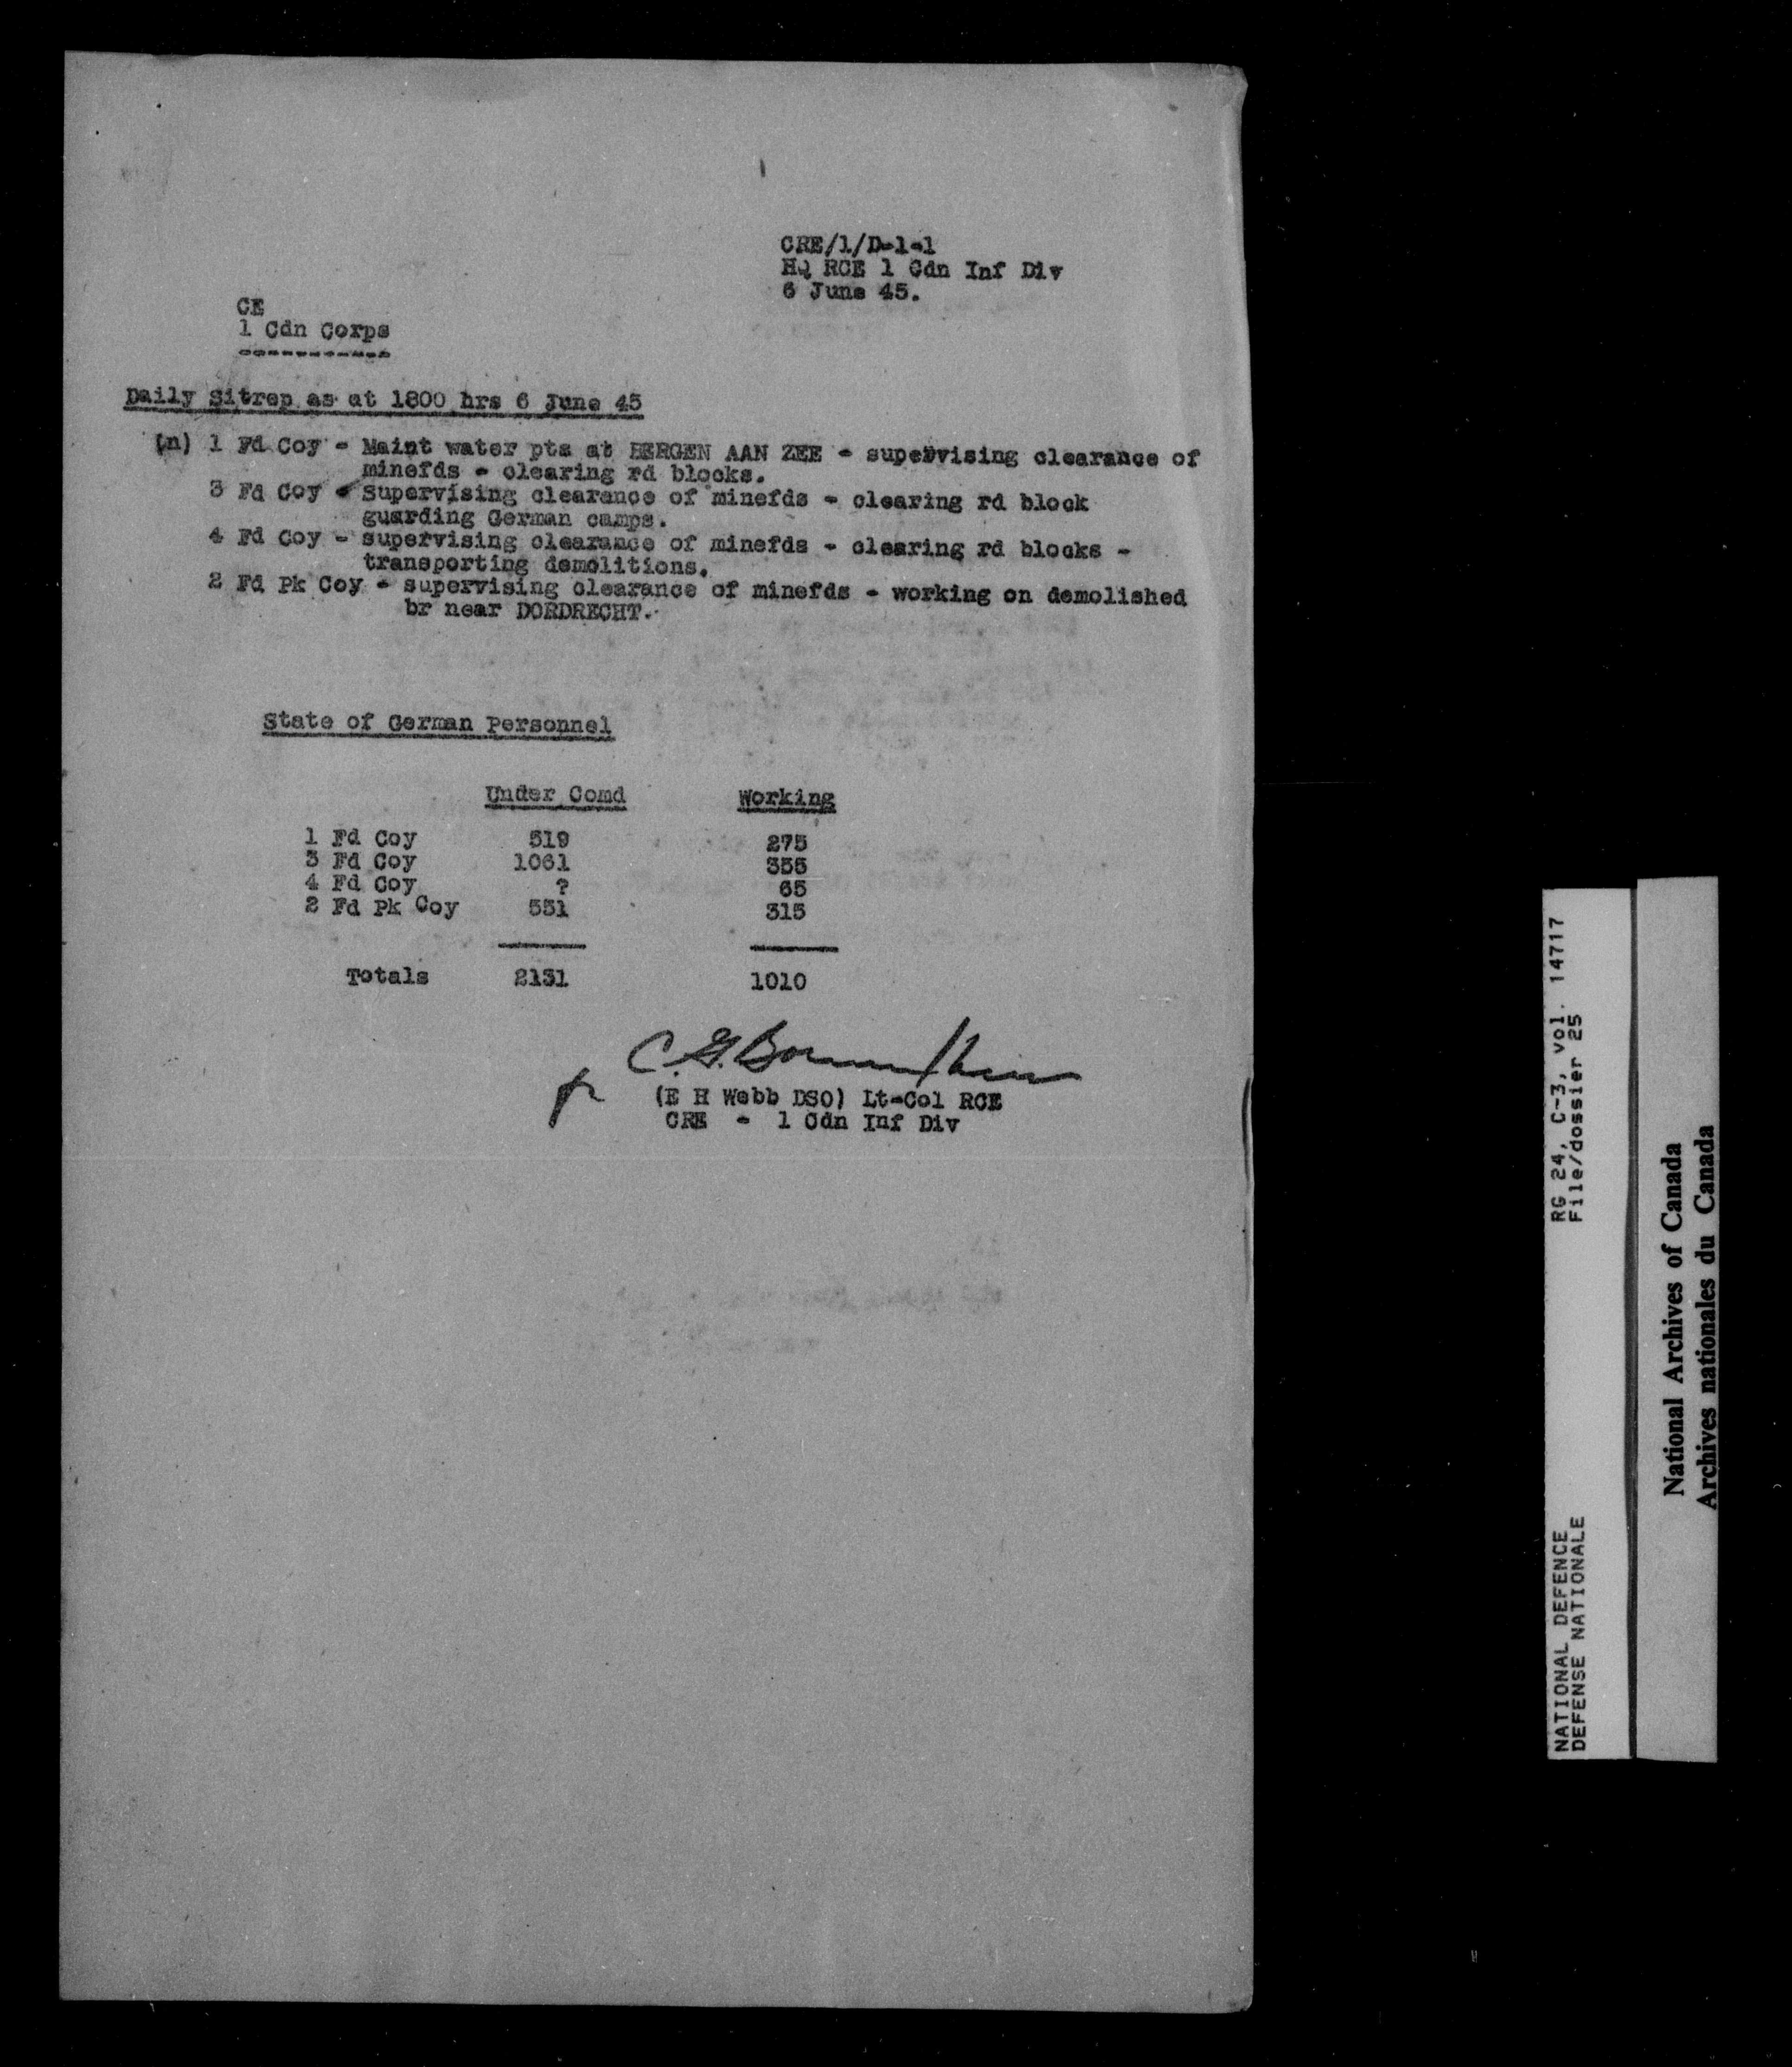 CRE/1/D-1-1
HQ RCE 1 Cdn Inf Div
6 June 45.
CE
1 Cdn Corps
Daily Sitrep as at 1800 hrs 6 June 45
(n) 1 Fd Coy - Maint water pts at BERGEN AAN ZEE - supervising clearance of
minefds - clearing rd blocks.
3 Fd Coy - Supervising clearance of minefds - clearing rd block
guarding German camps.
4 Fd Coy - supervising clearance of minefds - clearing rd blocks -
transporting demolitions.
2 Fd Pk Coy - supervising clearance of minefds - working on demolished
br near DORDRECHT.
State of German Personnel
Under Comd Working
1 Fd Coy 519 275
3 Fd Coy 1061 355
4 Fd Coy ? 65
2 Fd Pk Coy 551 315
Totals 2131 1010
C.G.
(E H Webb DSO) Lt-Col RCE
CRE - 1 Cdn Inf Div
NATIONAL DEFENCE RG 24, C-3, vol. 14717
DEFENSE NATIONALE File/dossier 25
National Archives of Canada
Archives nationales du Canada